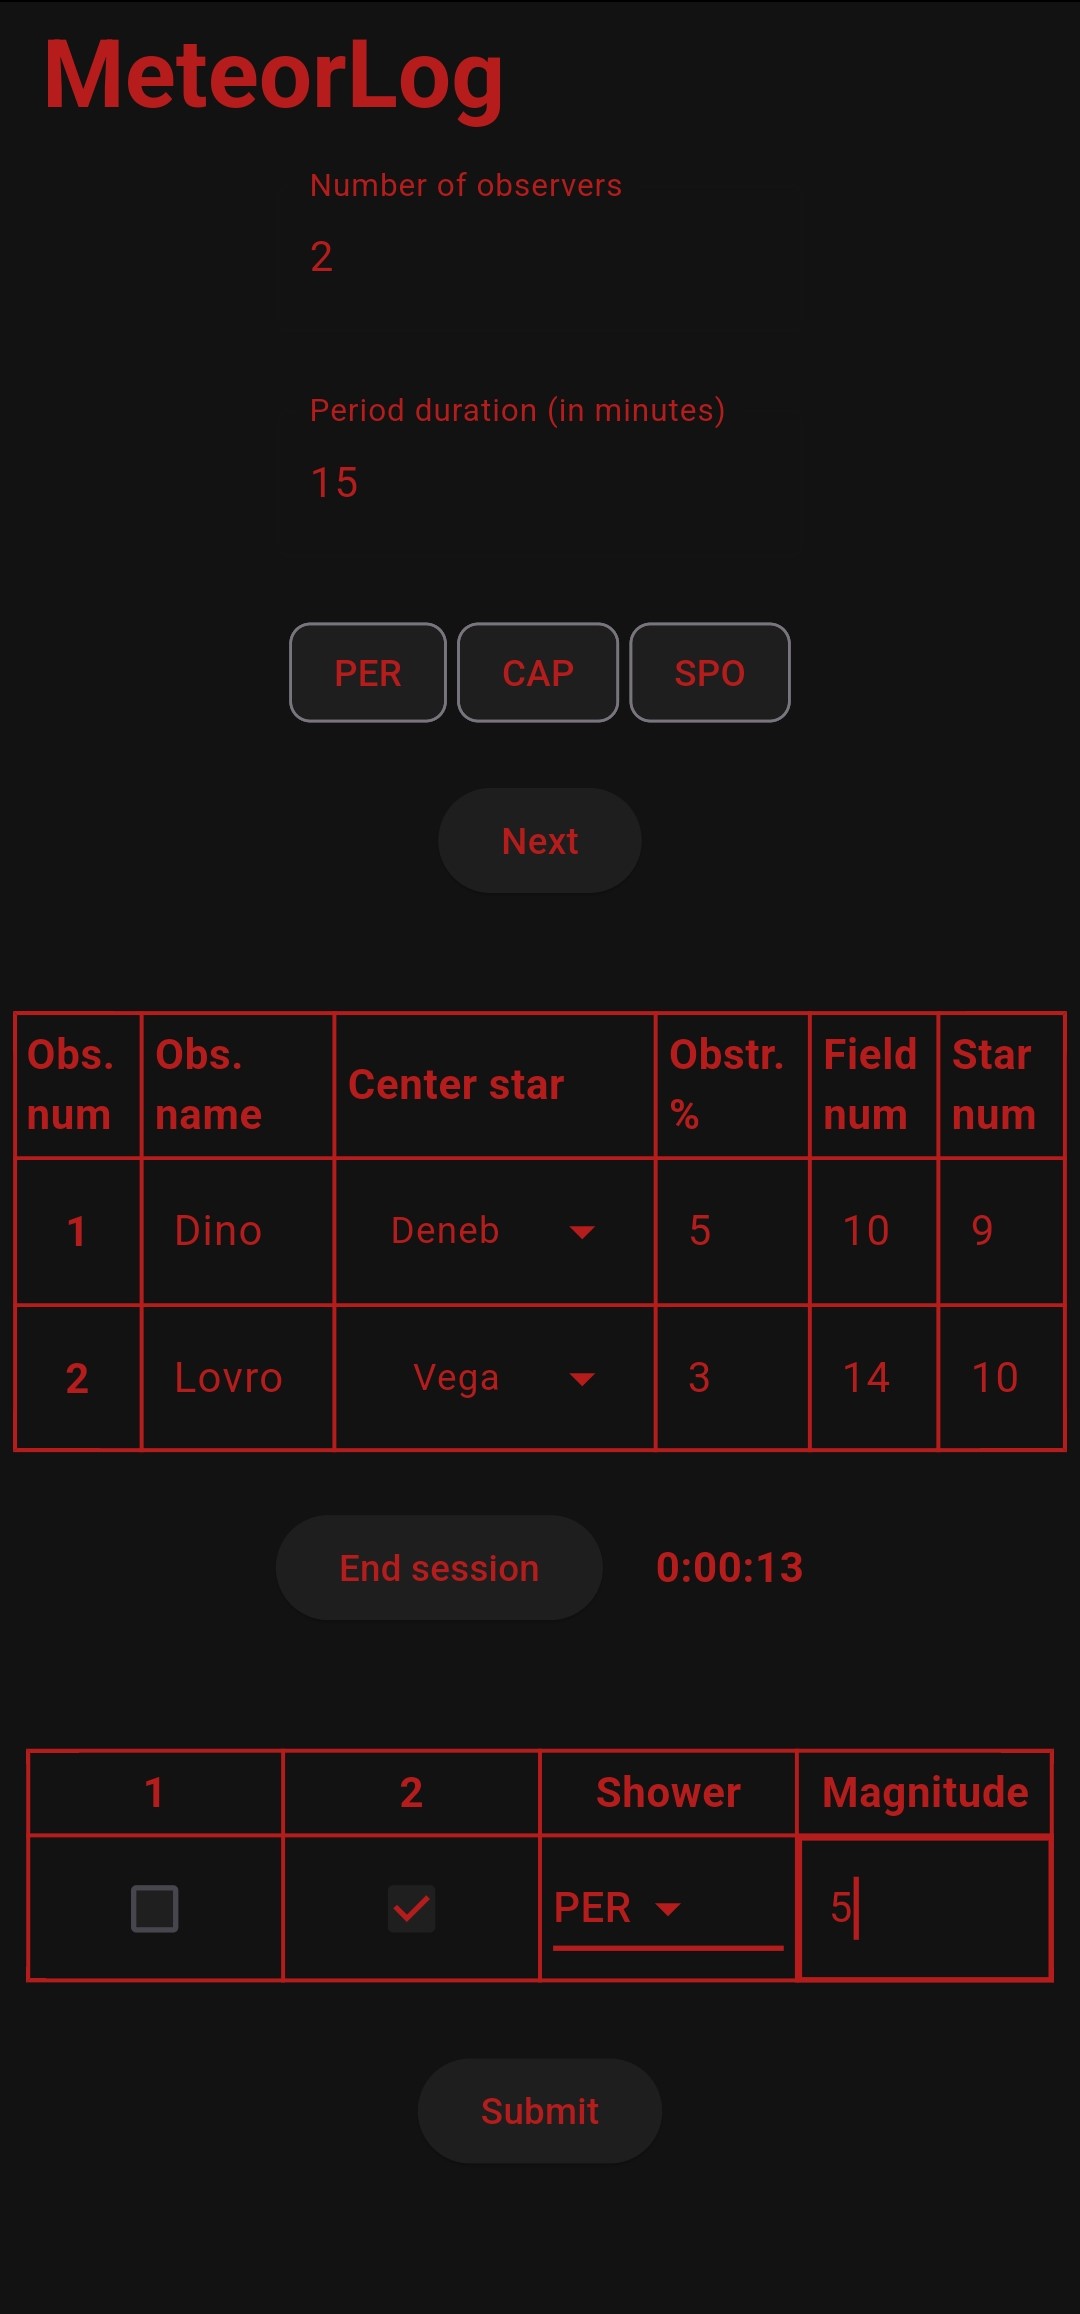 MeteorLog
Number of observers
2
Period duration (in minutes)
15
PER CAP SPO
Next
Obs. num Obs. name Center star Obstr. % Field num Star num
1 Dino Deneb 5 10 9
2 Lovro Vega 3 14 10
End session 0:00:13
1 2 Shower Magnitude
PER 5
Submit